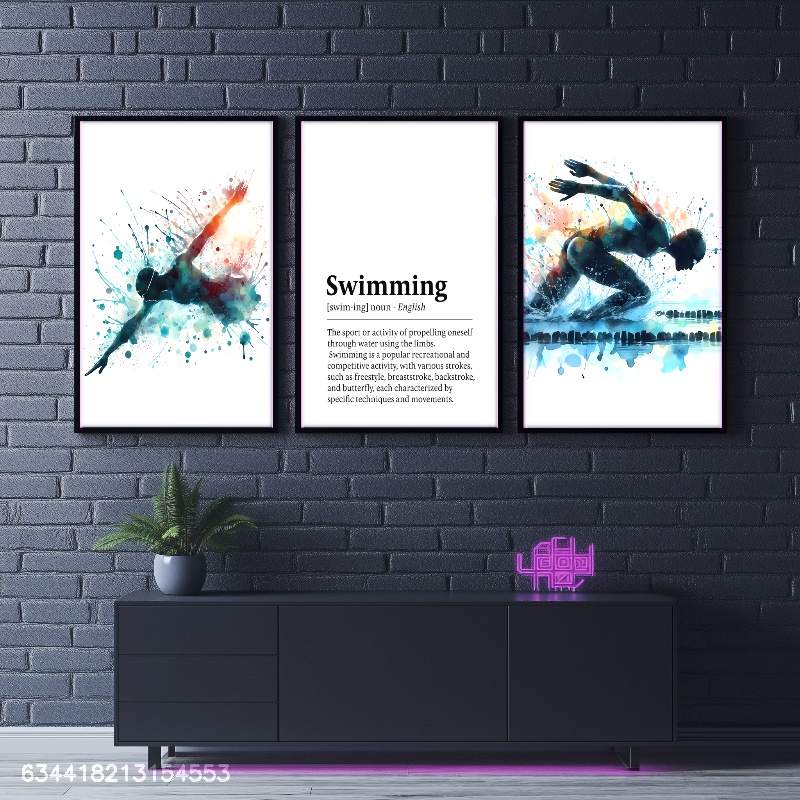 Swimming
[swim·ing] noun · English
The sport or activity of propelling oneself
through water using the limbs.
Swimming is a popular recreational and
competitive activity, with various strokes,
such as freestyle, breaststroke, backstroke,
and butterfly, each characterized by
specific techniques and movements.
634418213154553